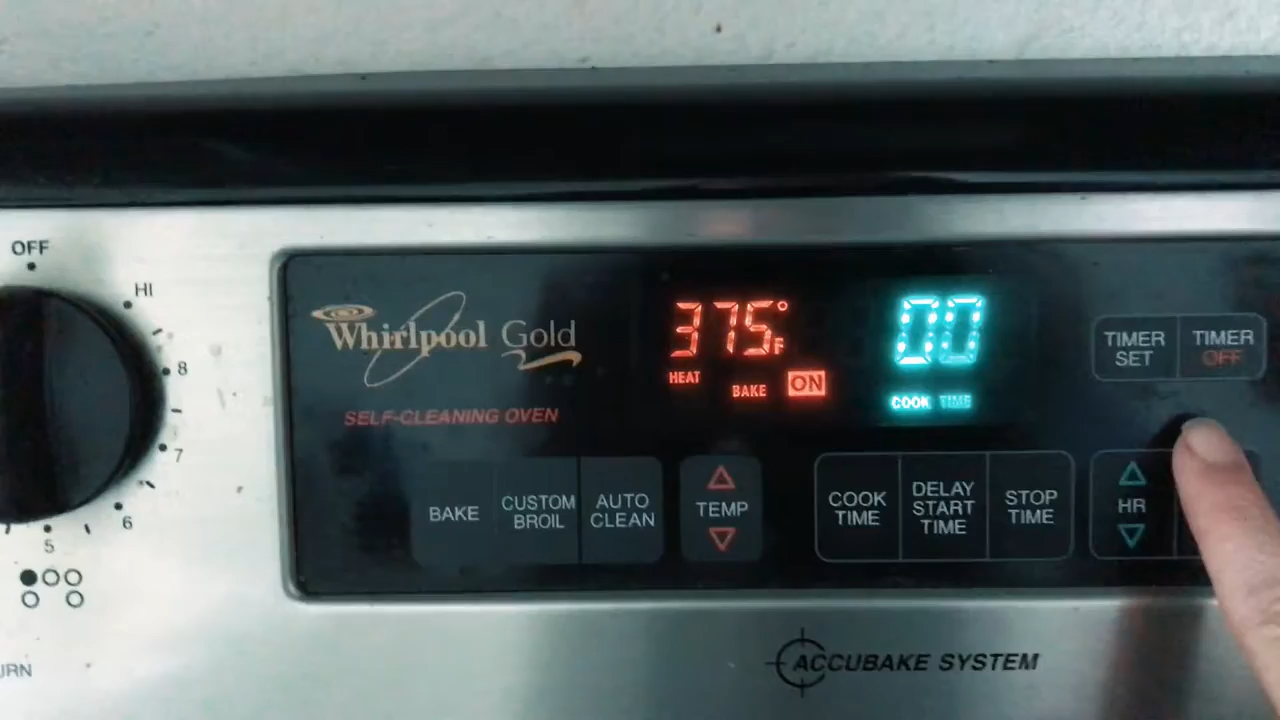 OFF
HI
8
7
6
5
Whirlpool Gold
SELF-CLEANING OVEN
375°F
HEAT
BAKE
ON
00
COOK TIME
TIMER
SET
TIMER
OFF
BAKE
CUSTOM
BROIL
AUTO
CLEAN
TEMP
COOK
TIME
DELAY
START
TIME
STOP
TIME
HR
ACCUBAKE SYSTEM